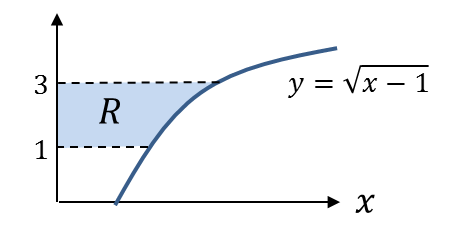 3
R
y = √(x − 1)
1
x